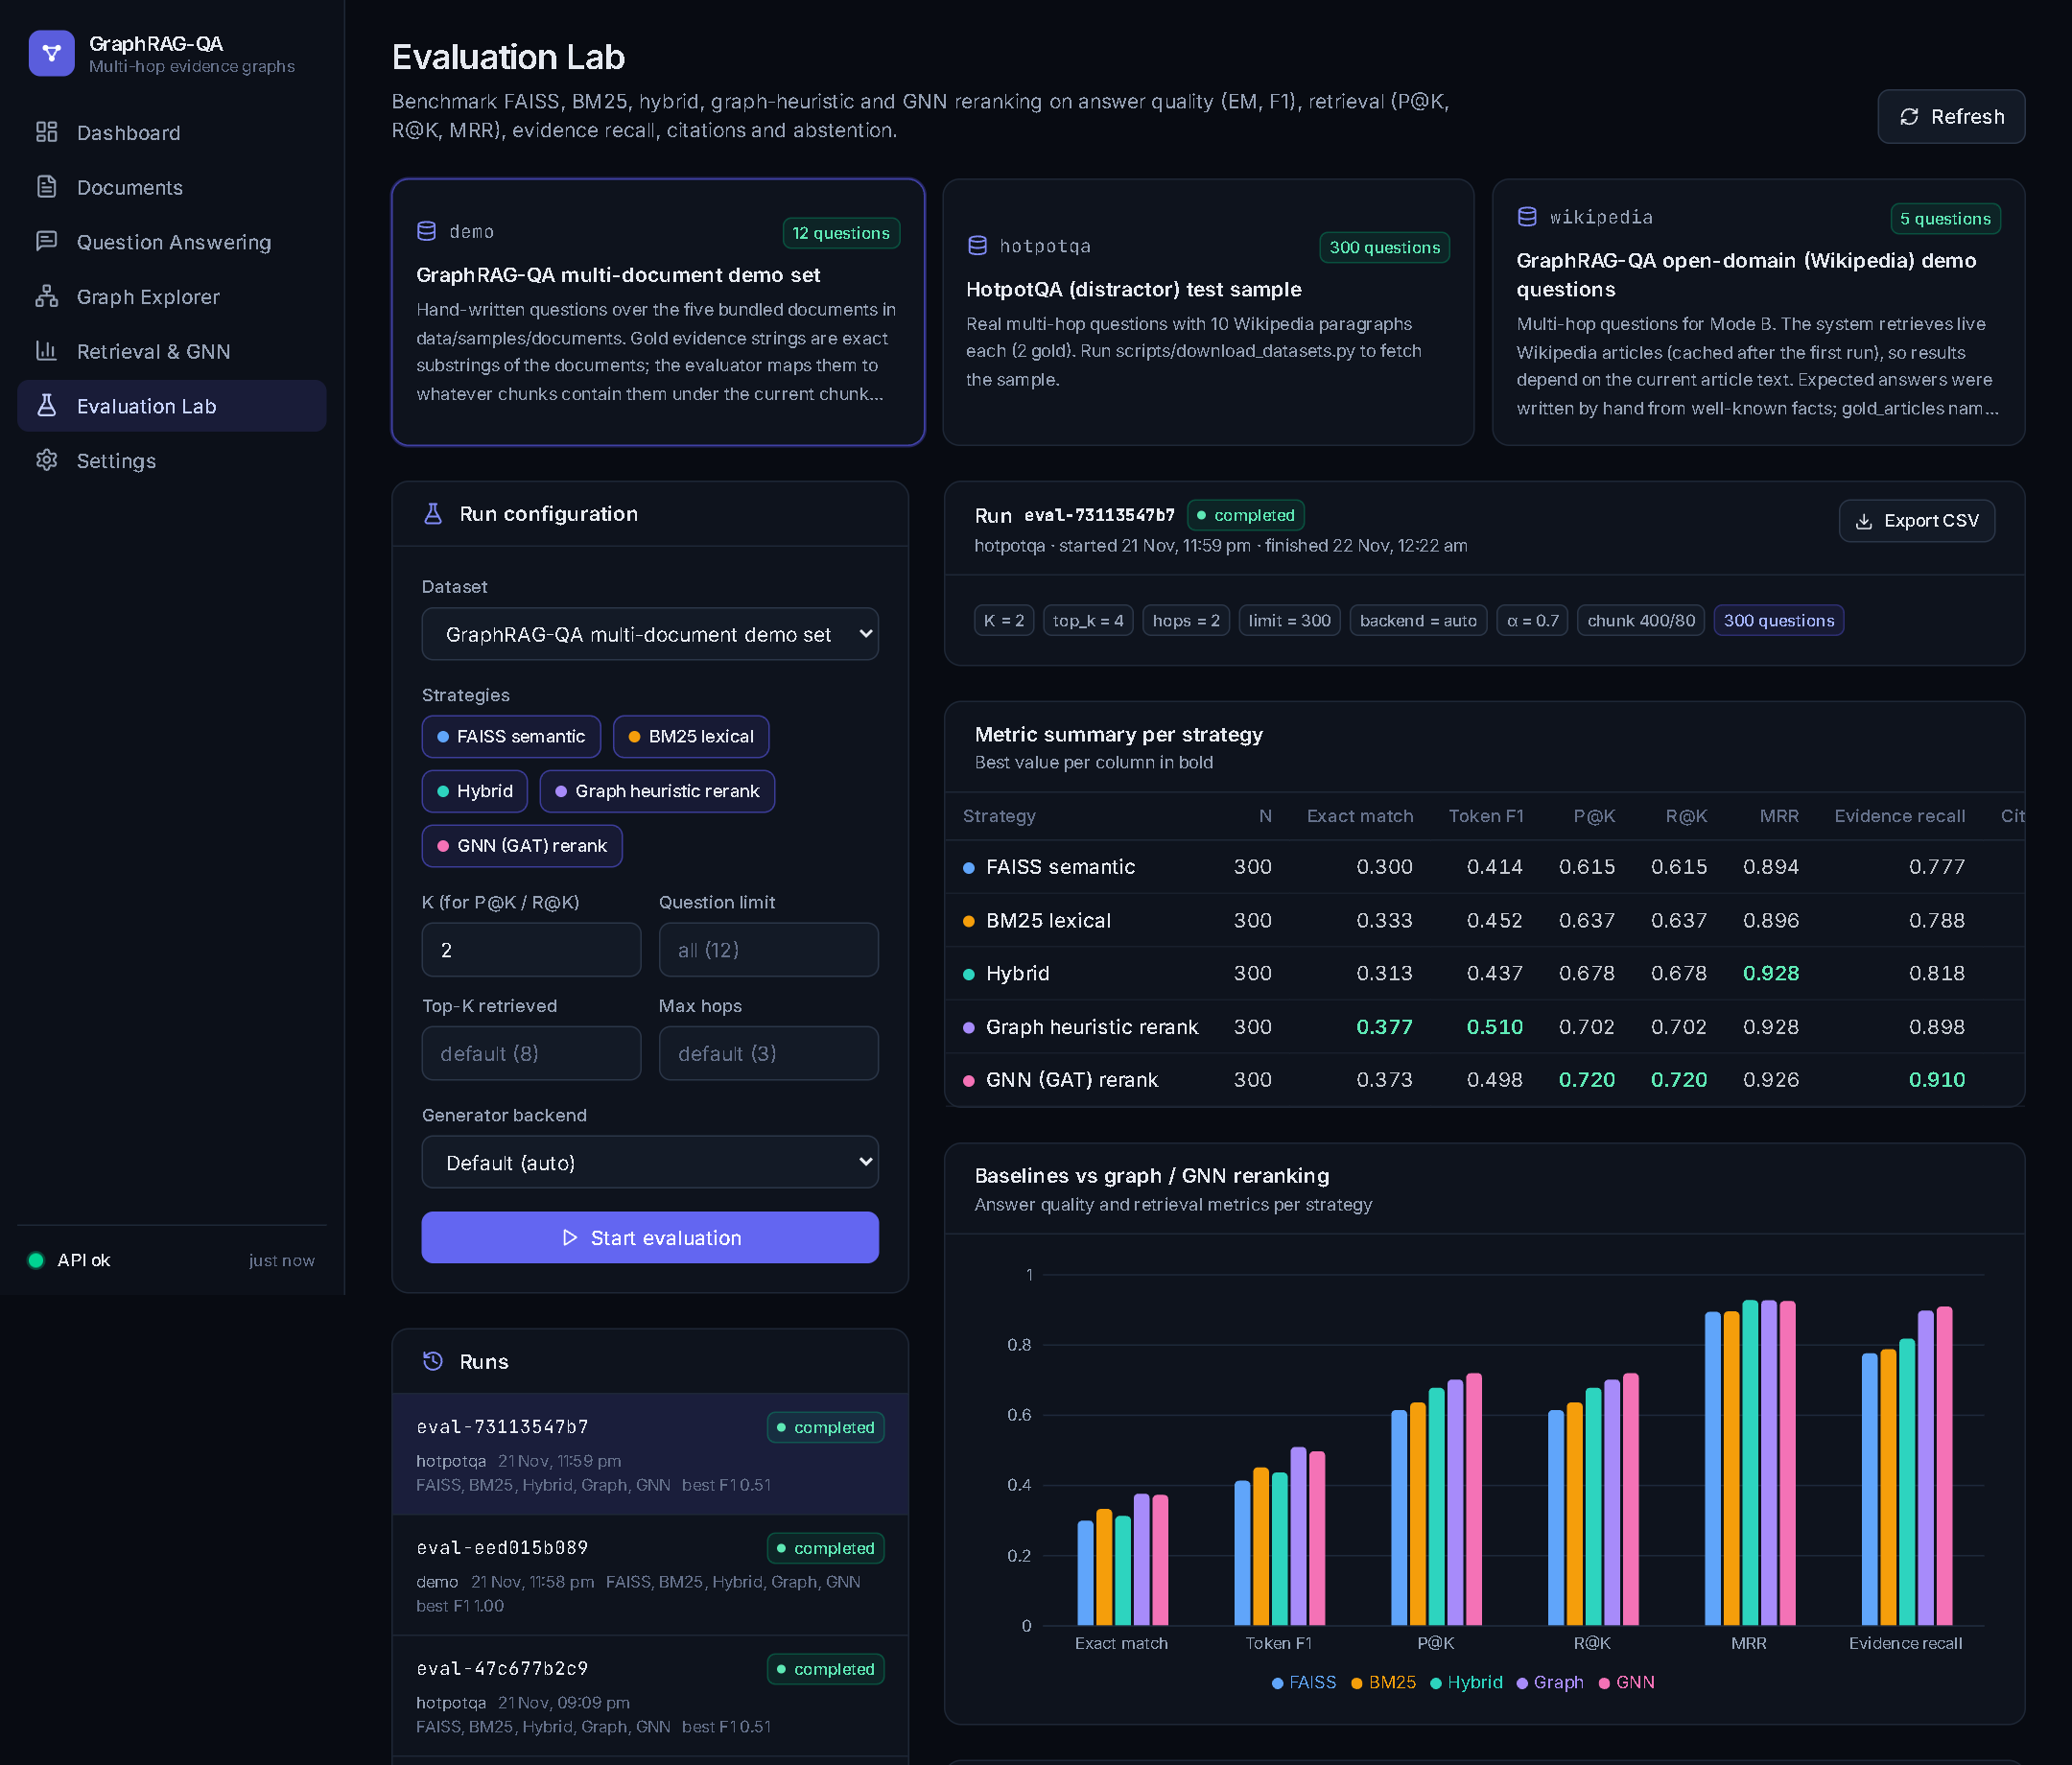 GraphRAG-QA
Multi-hop evidence graphs
Dashboard
Documents
Question Answering
Graph Explorer
Retrieval & GNN
Evaluation Lab
Settings
API ok
just now
Evaluation Lab
Benchmark FAISS, BM25, hybrid, graph-heuristic and GNN reranking on answer quality (EM, F1), retrieval (P@K,
R@K, MRR), evidence recall, citations and abstention.
Refresh
demo
12 questions
GraphRAG-QA multi-document demo set
Hand-written questions over the five bundled documents in
data/samples/documents. Gold evidence strings are exact
substrings of the documents; the evaluator maps them to
whatever chunks contain them under the current chunk...
hotpotqa
300 questions
HotpotQA (distractor) test sample
Real multi-hop questions with 10 Wikipedia paragraphs
each (2 gold). Run scripts/download_datasets.py to fetch
the sample.
wikipedia
5 questions
GraphRAG-QA open-domain (Wikipedia) demo
questions
Multi-hop questions for Mode B. The system retrieves live
Wikipedia articles (cached after the first run), so results
depend on the current article text. Expected answers were
written by hand from well-known facts; gold_articles nam...
Run configuration
Dataset
GraphRAG-QA multi-document demo set
Strategies
FAISS semantic
BM25 lexical
Hybrid
Graph heuristic rerank
GNN (GAT) rerank
K (for P@K / R@K)
Question limit
2
all (12)
Top-K retrieved
Max hops
default (8)
default (3)
Generator backend
Default (auto)
Start evaluation
Runs
eval-73113547b7
completed
hotpotqa 21 Nov, 11:59 pm
FAISS, BM25, Hybrid, Graph, GNN best F1 0.51
eval-eed015b089
completed
demo 21 Nov, 11:58 pm FAISS, BM25, Hybrid, Graph, GNN
best F1 1.00
eval-47c677b2c9
completed
hotpotqa 21 Nov, 09:09 pm
FAISS, BM25, Hybrid, Graph, GNN best F1 0.51
Run eval-73113547b7 completed
Export CSV
hotpotqa · started 21 Nov, 11:59 pm · finished 22 Nov, 12:22 am
K = 2 top_k = 4 hops = 2 limit = 300 backend = auto α = 0.7 chunk 400/80 300 questions
Metric summary per strategy
Best value per column in bold
Strategy N Exact match Token F1 P@K R@K MRR Evidence recall Cit
FAISS semantic 300 0.300 0.414 0.615 0.615 0.894 0.777
BM25 lexical 300 0.333 0.452 0.637 0.637 0.896 0.788
Hybrid 300 0.313 0.437 0.678 0.678 0.928 0.818
Graph heuristic rerank 300 0.377 0.510 0.702 0.702 0.928 0.898
GNN (GAT) rerank 300 0.373 0.498 0.720 0.720 0.926 0.910
Baselines vs graph / GNN reranking
Answer quality and retrieval metrics per strategy
1
0.8
0.6
0.4
0.2
0
Exact match Token F1 P@K R@K MRR Evidence recall
FAISS BM25 Hybrid Graph GNN